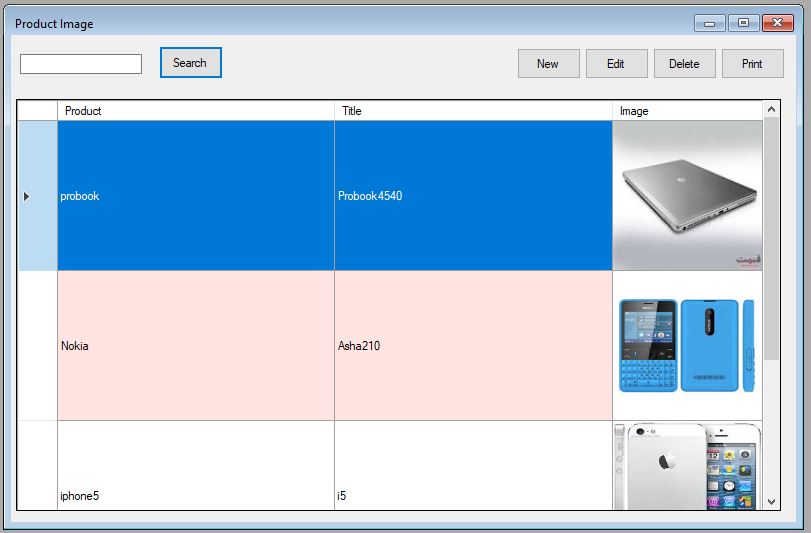 Product Image
Search
New
Edit
Delete
Print
Product
Title
Image
probook
Probook4540
Nokia
Asha210
iphone5
i5